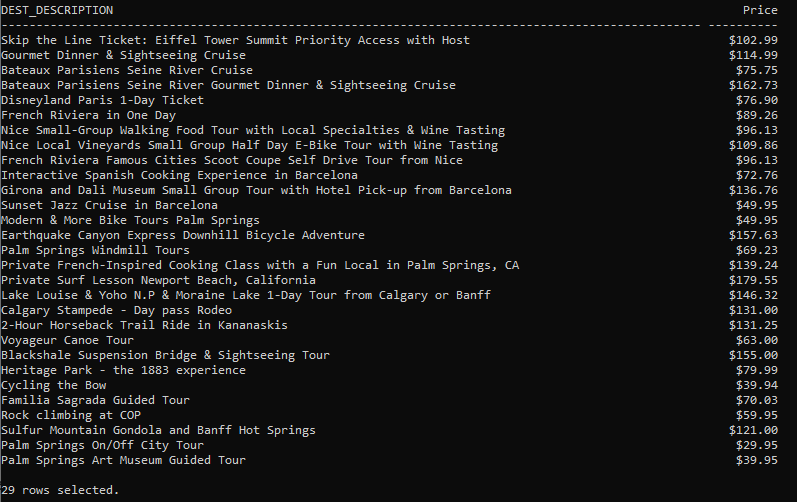 DEST_DESCRIPTION Price
------------------------------------------------------------------------------------------------------------------------ ----------
Skip the Line Ticket: Eiffel Tower Summit Priority Access with Host $102.99
Gourmet Dinner & Sightseeing Cruise $114.99
Bateaux Parisiens Seine River Cruise $75.75
Bateaux Parisiens Seine River Gourmet Dinner & Sightseeing Cruise $162.73
Disneyland Paris 1-Day Ticket $76.90
French Riviera in One Day $89.26
Nice Small-Group Walking Food Tour with Local Specialties & Wine Tasting $96.13
Nice Local Vineyards Small Group Half Day E-Bike Tour with Wine Tasting $109.86
French Riviera Famous Cities Scoot Coupe Self Drive Tour from Nice $96.13
Interactive Spanish Cooking Experience in Barcelona $72.76
Girona and Dali Museum Small Group Tour with Hotel Pick-up from Barcelona $136.76
Sunset Jazz Cruise in Barcelona $49.95
Modern & More Bike Tours Palm Springs $49.95
Earthquake Canyon Express Downhill Bicycle Adventure $157.63
Palm Springs Windmill Tours $69.23
Private French-Inspired Cooking Class with a Fun Local in Palm Springs, CA $139.24
Private Surf Lesson Newport Beach, California $179.55
Lake Louise & Yoho N.P & Moraine Lake 1-Day Tour from Calgary or Banff $146.32
Calgary Stampede - Day pass Rodeo $131.00
2-Hour Horseback Trail Ride in Kananaskis $131.25
Voyageur Canoe Tour $63.00
Blackshale Suspension Bridge & Sightseeing Tour $155.00
Heritage Park - the 1883 experience $79.99
Cycling the Bow $39.94
Familia Sagrada Guided Tour $70.03
Rock climbing at COP $59.95
Sulfur Mountain Gondola and Banff Hot Springs $121.00
Palm Springs On/Off City Tour $29.95
Palm Springs Art Museum Guided Tour $39.95
29 rows selected.